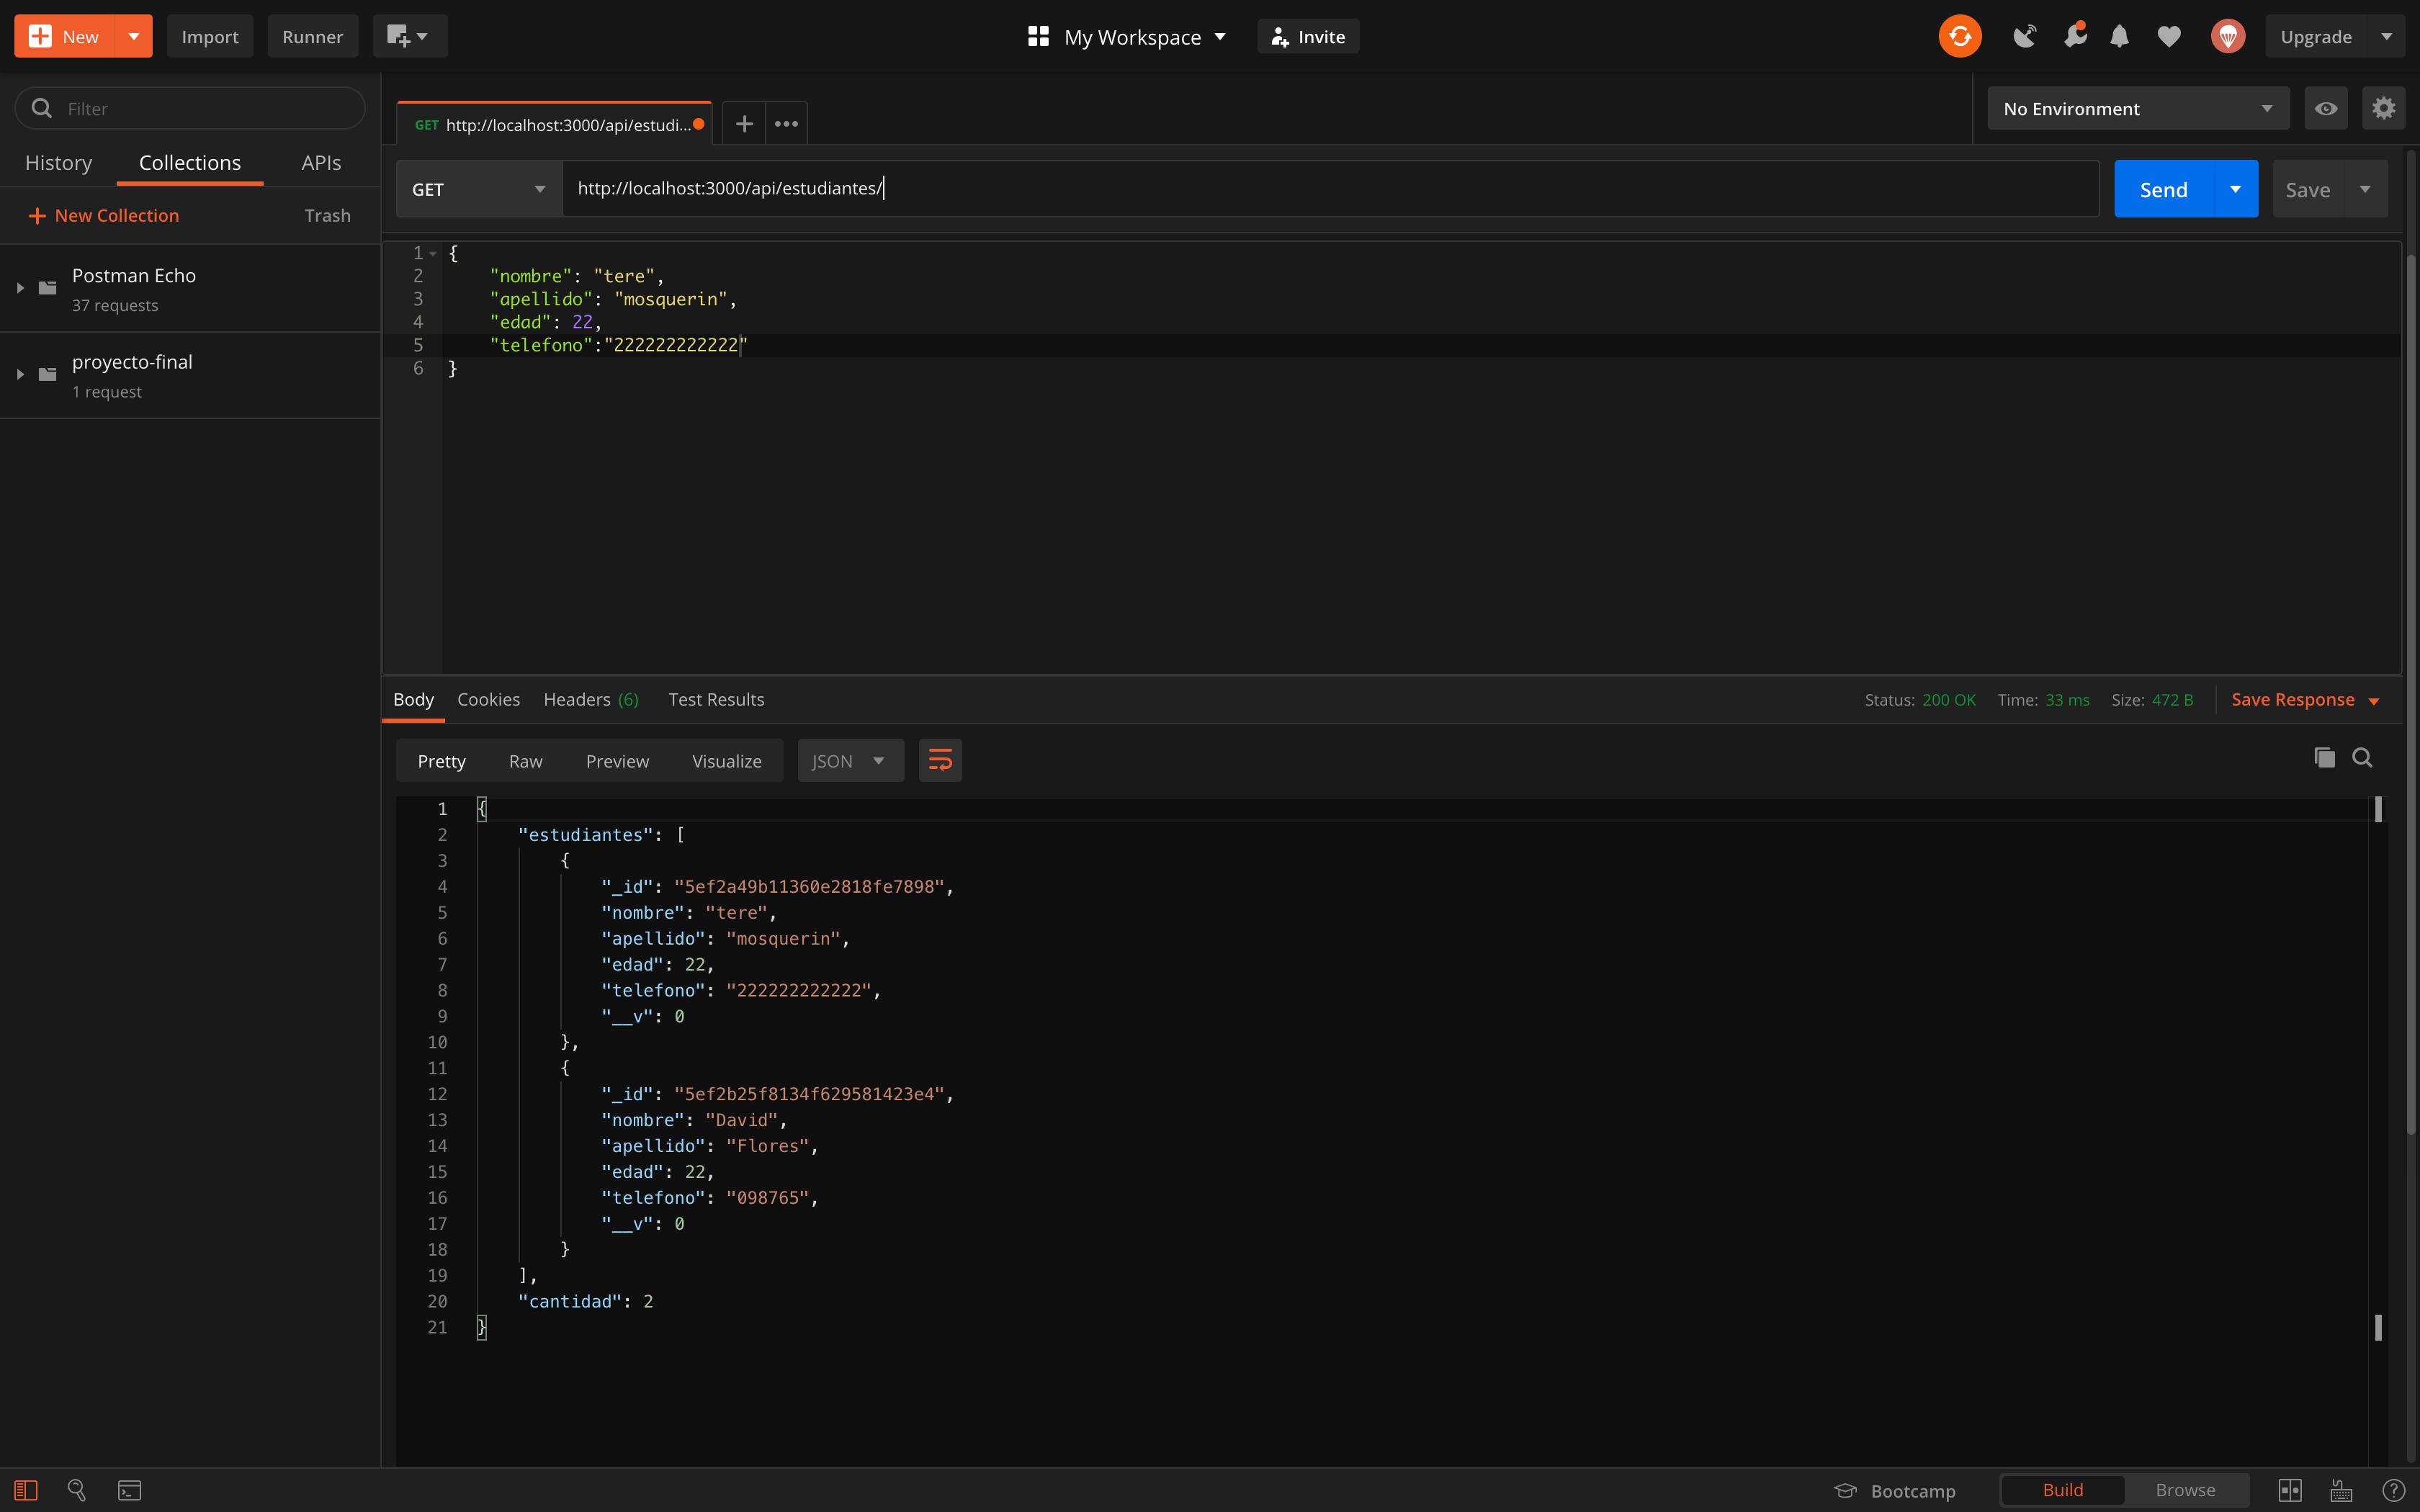 New
Import
Runner
My Workspace
Invite
Upgrade
Filter
History
Collections
APIs
New Collection
Trash
Postman Echo
37 requests
proyecto-final
1 request
GET http://localhost:3000/api/estudi...
No Environment
GET
http://localhost:3000/api/estudiantes/
Send
Save
1 {
2 "nombre": "tere",
3 "apellido": "mosquerin",
4 "edad": 22,
5 "telefono":"222222222222"
6 }
Body Cookies Headers (6) Test Results
Status: 200 OK Time: 33 ms Size: 472 B Save Response
Pretty Raw Preview Visualize JSON
1 {
2 "estudiantes": [
3 {
4 "_id": "5ef2a49b11360e2818fe7898",
5 "nombre": "tere",
6 "apellido": "mosquerin",
7 "edad": 22,
8 "telefono": "222222222222",
9 "__v": 0
10 },
11 {
12 "_id": "5ef2b25f8134f629581423e4",
13 "nombre": "David",
14 "apellido": "Flores",
15 "edad": 22,
16 "telefono": "098765",
17 "__v": 0
18 }
19 ],
20 "cantidad": 2
21 }
Bootcamp
Build
Browse